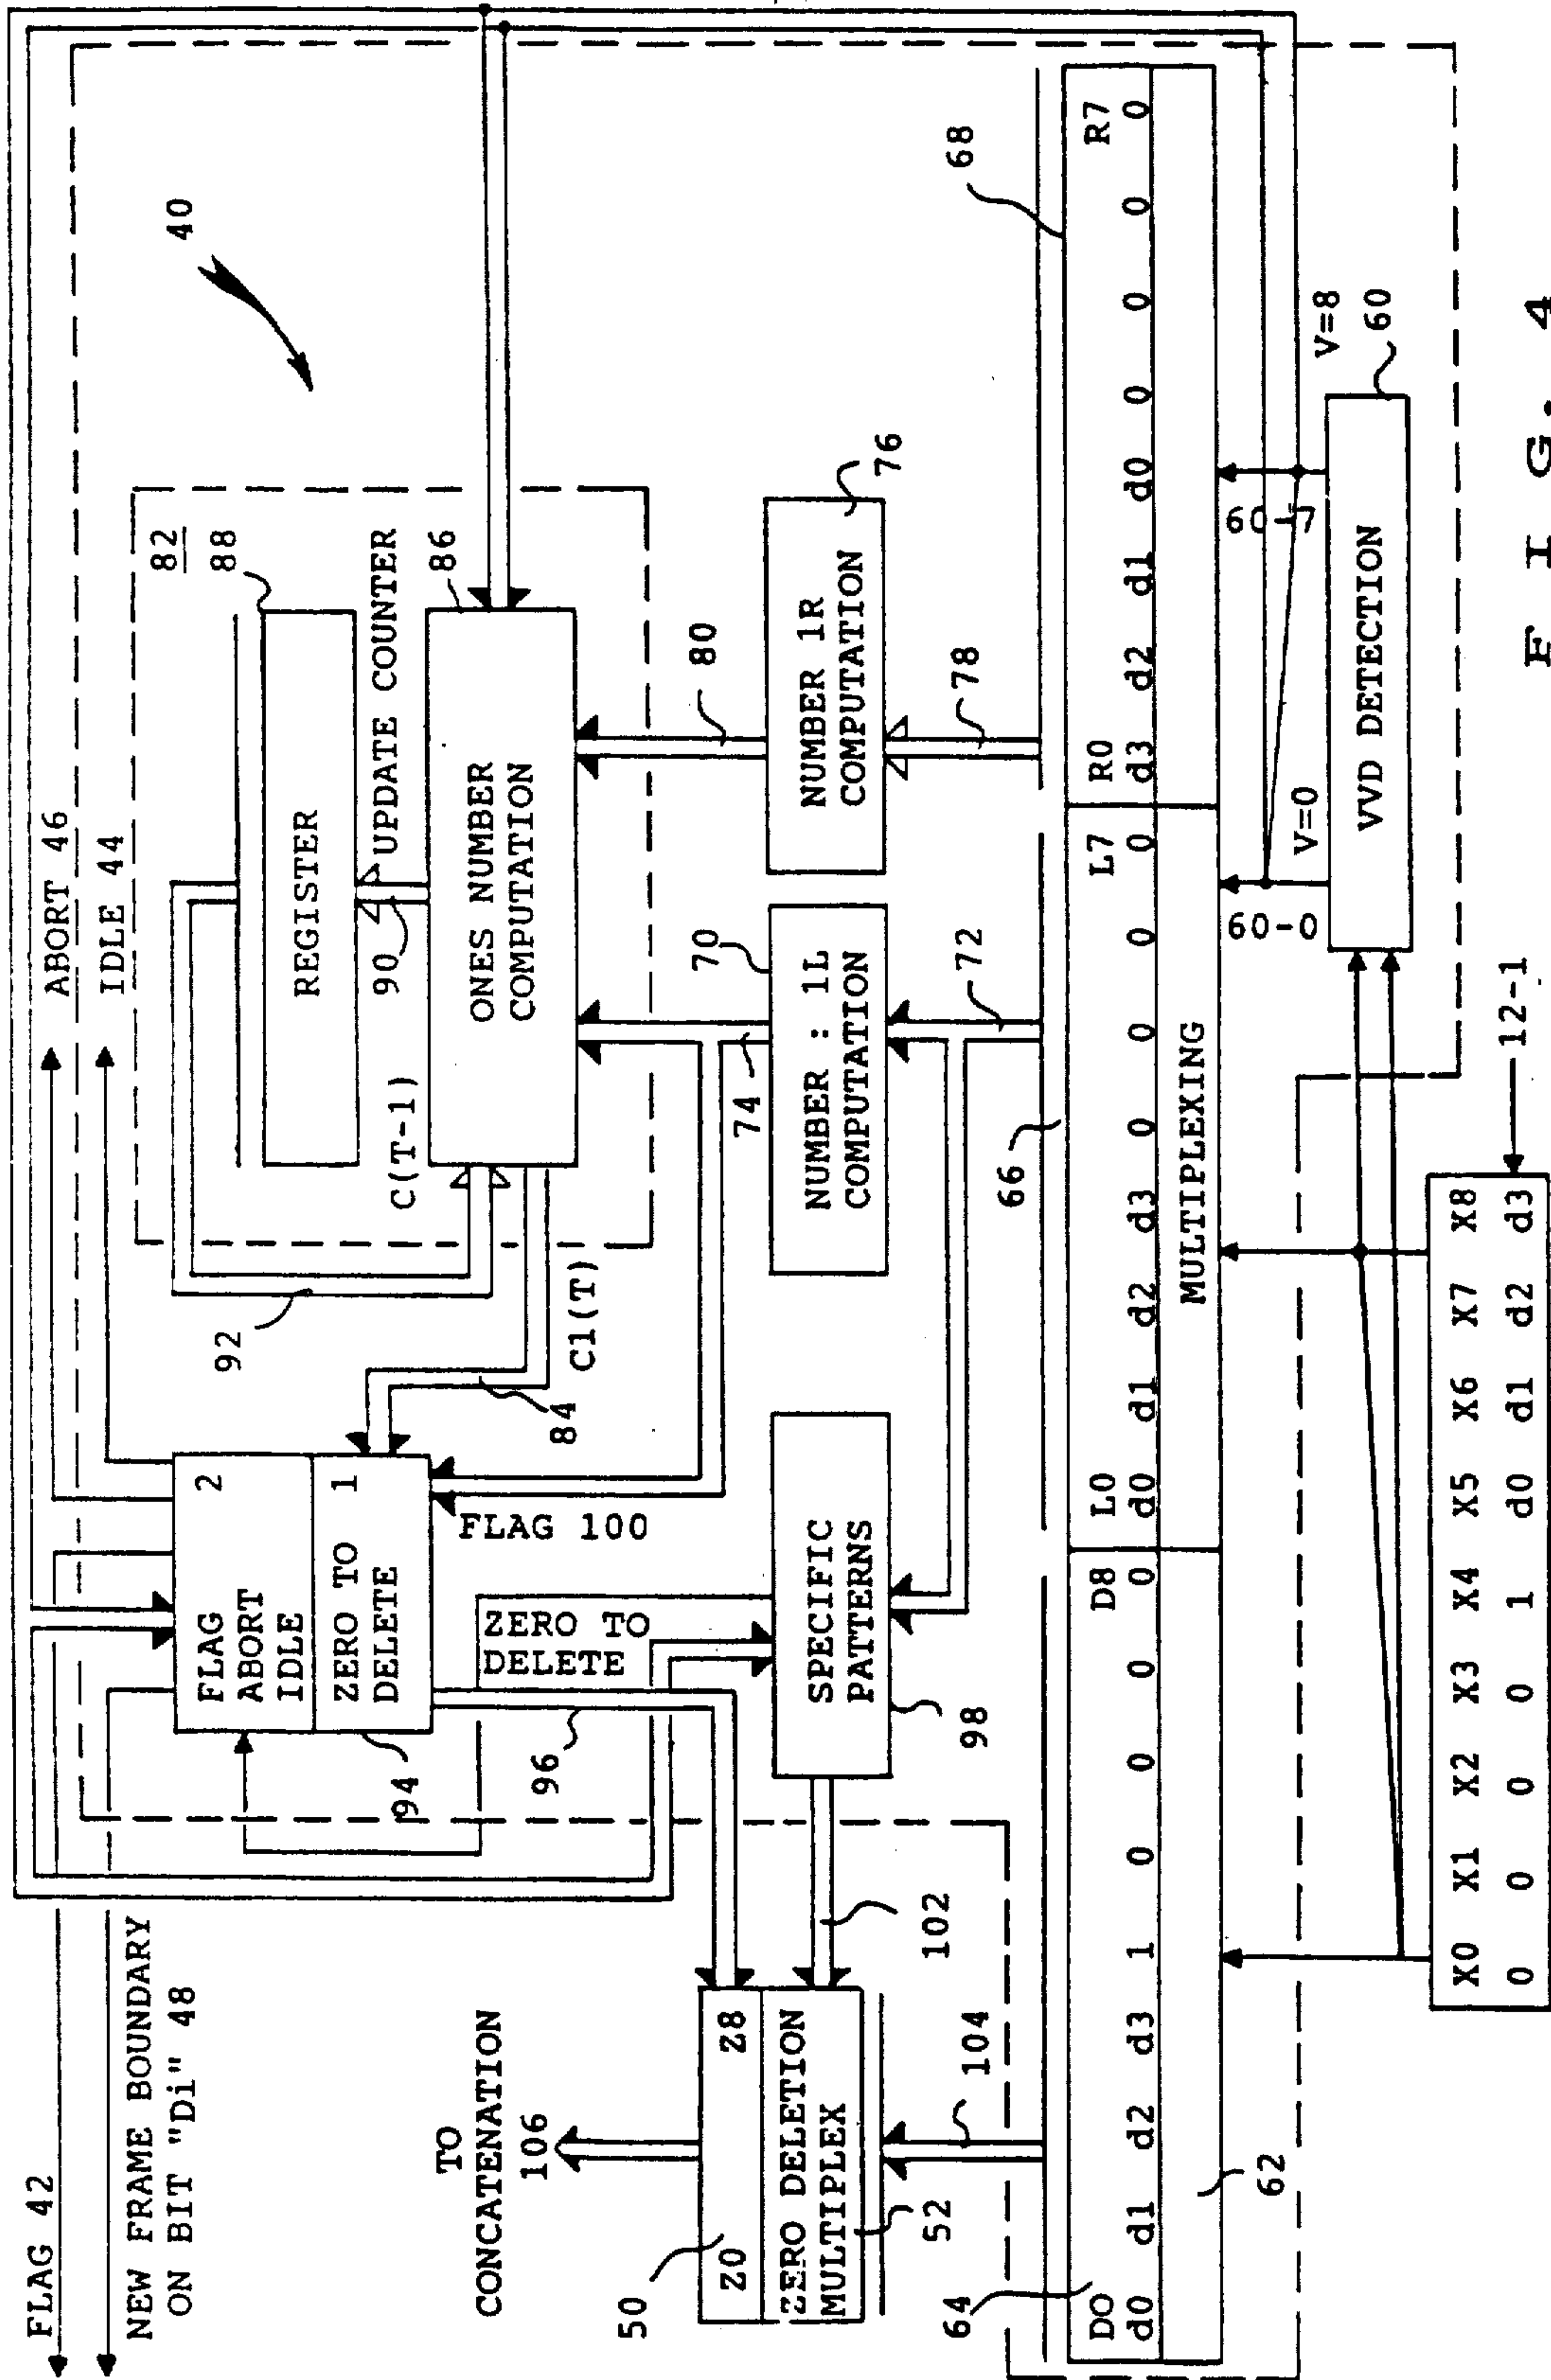 FLAG 42
NEW FRAME BOUNDARY
ON BIT "Di" 48
ABORT 46
IDLE 44
40
FLAG
ABORT
IDLE
2
ZERO TO
DELETE
1
94
92
82
88
REGISTER
90
UPDATE COUNTER
C(T-1)
86
ONES NUMBER
COMPUTATION
C1(T)
84
FLAG 100
ZERO TO
DELETE
96
TO
CONCATENATION
106
50
Z0 Z8
ZERO DELETION
MULTIPLEX
52
102
104
SPECIFIC
PATTERNS
98
74
70
NUMBER : 1L
COMPUTATION
72
80
NUMBER 1R
COMPUTATION
76
78
64
66
68
D0 D8 L0 L7 R0 R7
d0 d1 d2 d3 1 0 0 0 0 d0 d1 d2 d3 0 0 0 0 d3 d2 d1 d0 0 0 0 0
62
MULTIPLEXING
60-0
V=0
60-7
V=8
VVD DETECTION
60
X0 X1 X2 X3 X4 X5 X6 X7 X8
0 0 0 0 1 d0 d1 d2 d3
12-1
FIG. 4